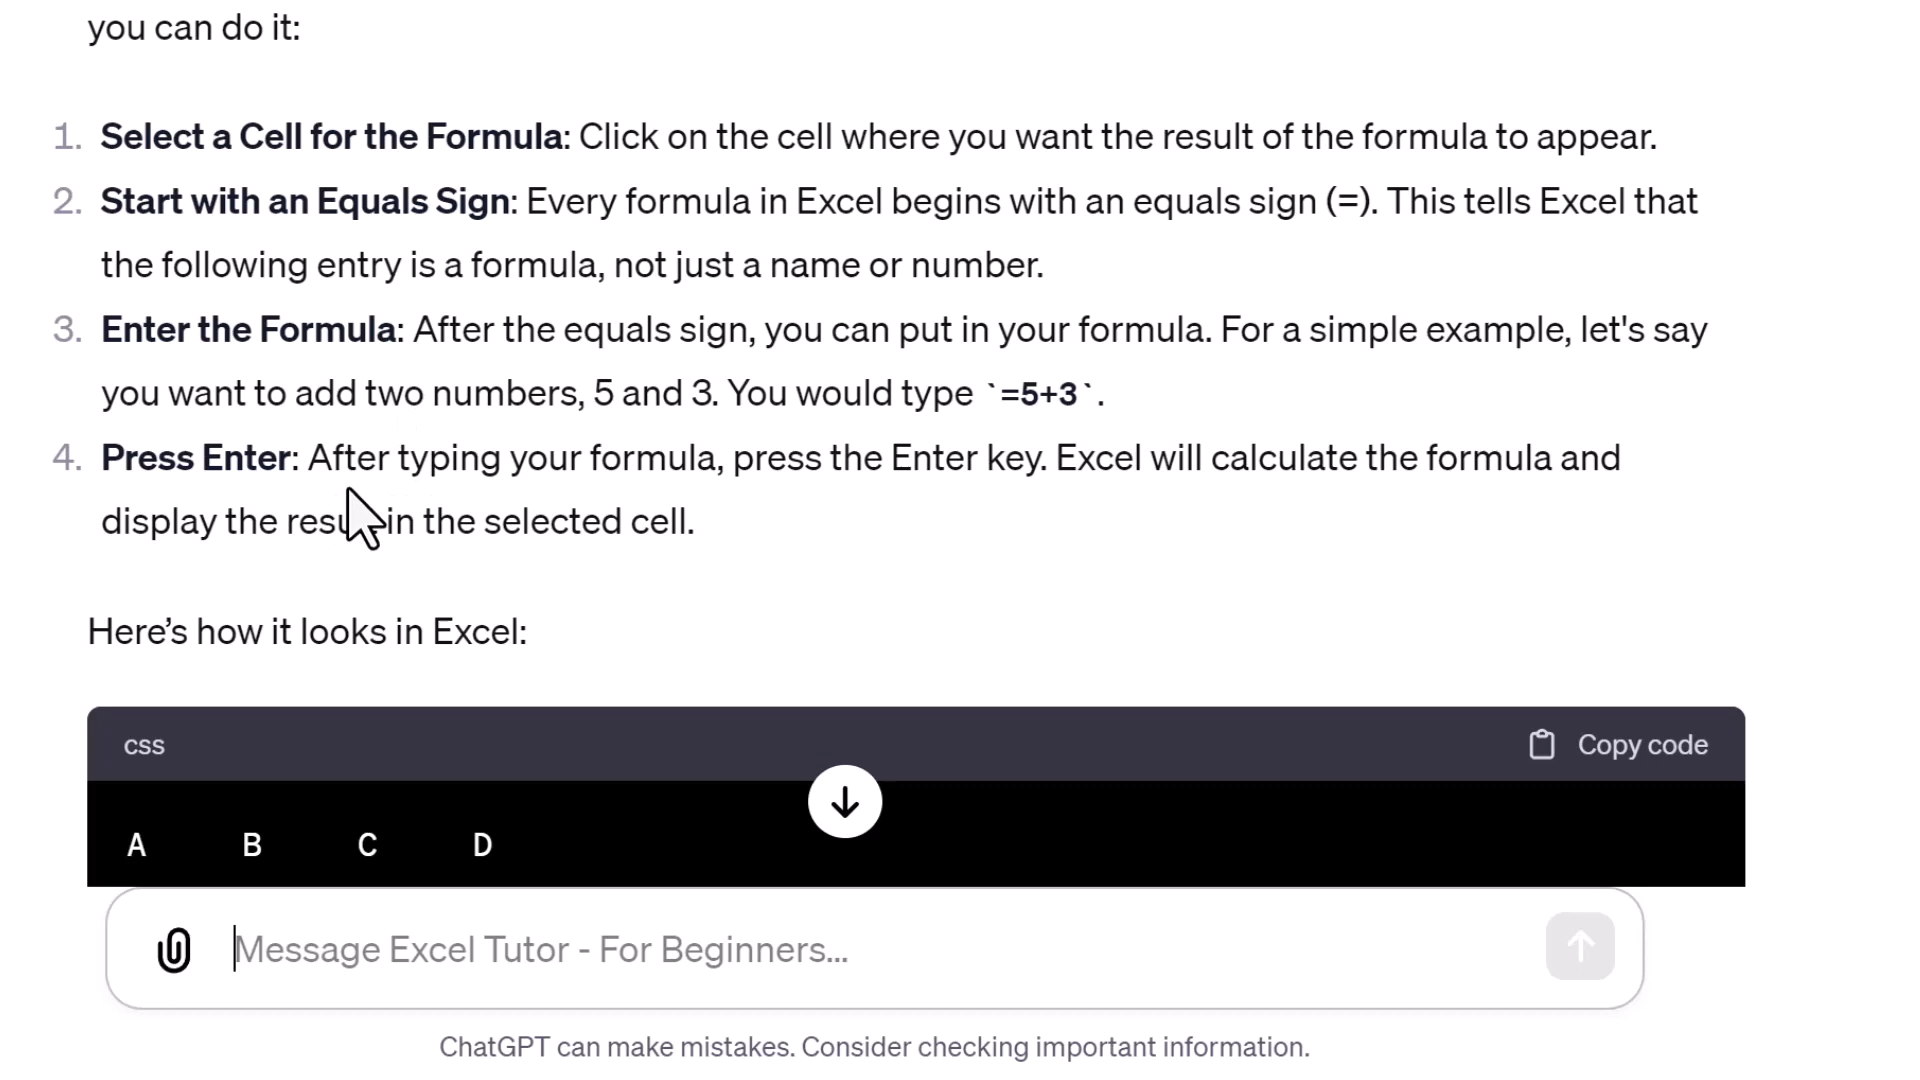 you can do it:
1. Select a Cell for the Formula: Click on the cell where you want the result of the formula to appear.
2. Start with an Equals Sign: Every formula in Excel begins with an equals sign (=). This tells Excel that
the following entry is a formula, not just a name or number.
3. Enter the Formula: After the equals sign, you can put in your formula. For a simple example, let's say
you want to add two numbers, 5 and 3. You would type `=5+3`.
4. Press Enter: After typing your formula, press the Enter key. Excel will calculate the formula and
display the in the selected cell.
Here’s how it looks in Excel:
css Copy code
A B C D
Message Excel Tutor - For Beginners...
ChatGPT can make mistakes. Consider checking important information.